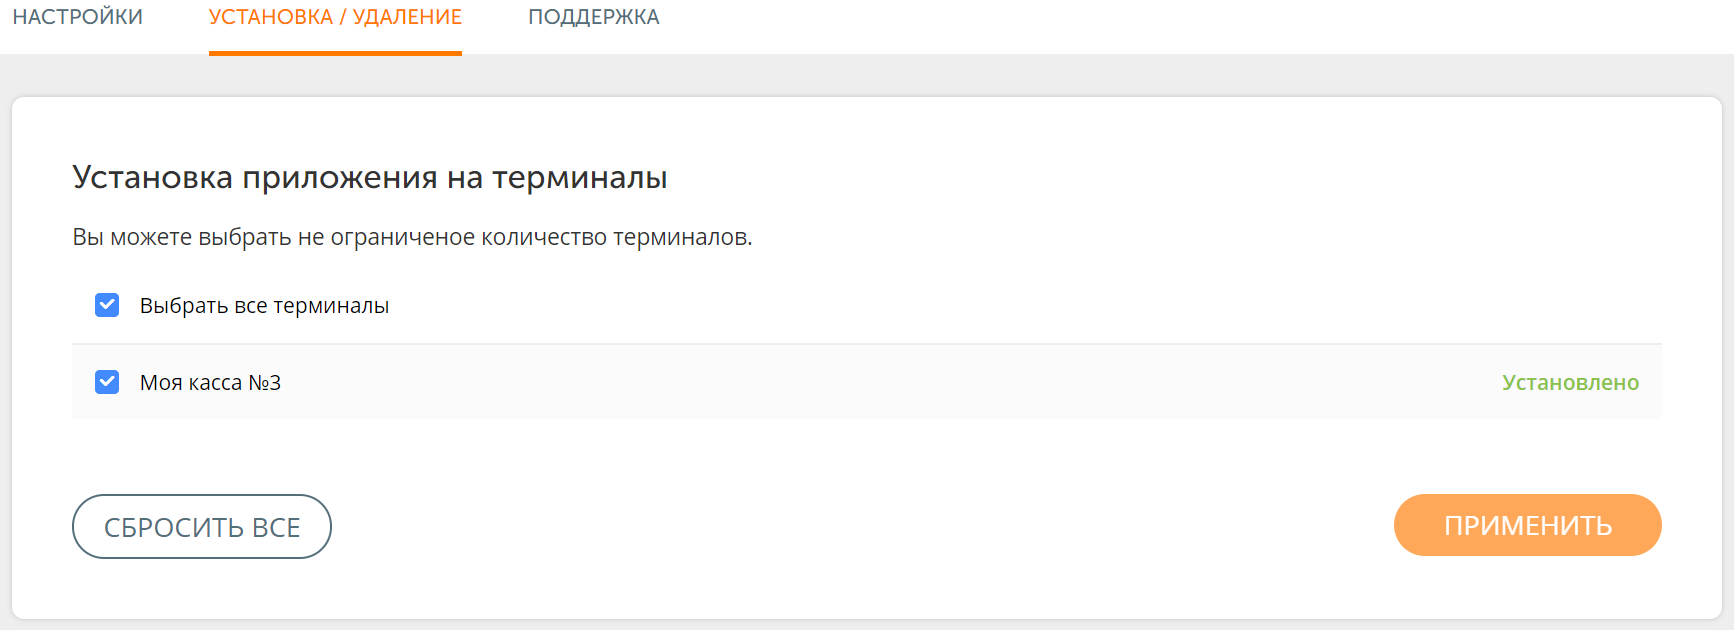 НАСТРОЙКИ УСТАНОВКА / УДАЛЕНИЕ ПОДДЕРЖКА
Установка приложения на терминалы
Вы можете выбрать не ограниченое количество терминалов.
Выбрать все терминалы
Моя касса №3 Установлено
СБРОСИТЬ ВСЕ ПРИМЕНИТЬ